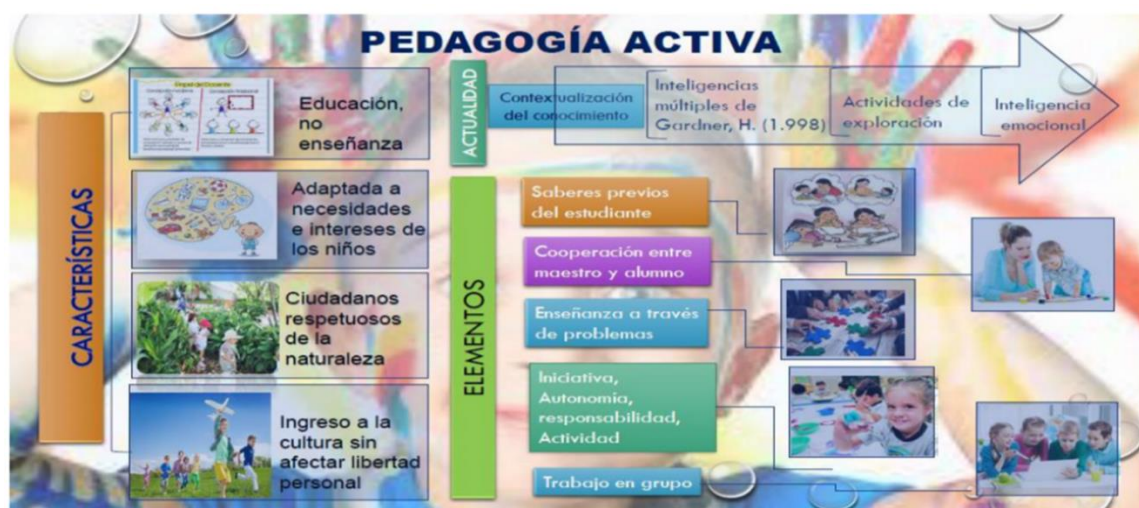 PEDAGOGÍA ACTIVA
CARACTERÍSTICAS
Educación,
no
enseñanza
Adaptada a
necesidades
e intereses de
los niños
Ciudadanos
respetuosos
de la
naturaleza
Ingreso a la
cultura sin
afectar libertad
personal
ACTUALIDAD
Contextualización
del conocimiento
Inteligencias
múltiples de
Gardner, H. (1.998)
Actividades de
exploración
Inteligencia
emocional
ELEMENTOS
Saberes previos
del estudiante
Cooperación entre
maestro y alumno
Enseñanza a través
de problemas
Iniciativa,
Autonomía,
responsabilidad,
Actividad
Trabajo en grupo